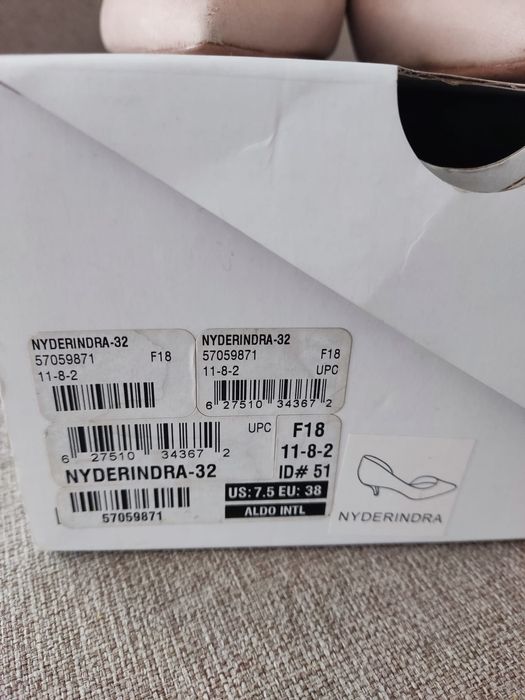 NYDERINDRA-32
57059871 F18
11-8-2
NYDERINDRA-32
57059871 F18
11-8-2 UPC
6 27510 34367 2
UPC
6 27510 34367 2
NYDERINDRA-32
57059871
F18
11-8-2
ID# 51
US: 7.5 EU: 38
ALDO INTL
NYDERINDRA